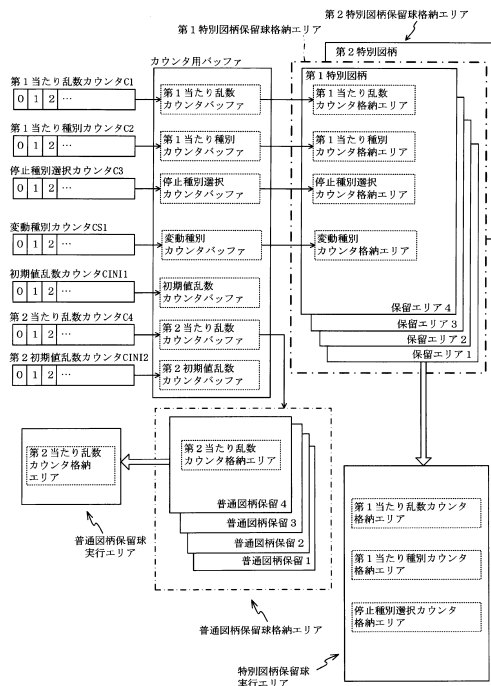 第２特別図柄保留球格納エリア
第１特別図柄保留球格納エリア
第２特別図柄
カウンタ用バッファ
第１特別図柄
第１当たり乱数カウンタC1
0 1 2 …
第１当たり乱数
カウンタバッファ
第１当たり乱数
カウンタ格納エリア
第１当たり種別カウンタC2
0 1 2 …
第１当たり種別
カウンタバッファ
第１当たり種別
カウンタ格納エリア
停止種別選択カウンタC3
0 1 2 …
停止種別選択
カウンタバッファ
停止種別選択
カウンタ格納エリア
変動種別カウンタCS1
0 1 2 …
変動種別
カウンタバッファ
変動種別
カウンタ格納エリア
初期値乱数カウンタCINI1
0 1 2 …
初期値乱数
カウンタバッファ
第２当たり乱数カウンタC4
0 1 2 …
第２当たり乱数
カウンタバッファ
第２初期値乱数カウンタCINI2
0 1 2 …
第２初期値乱数
カウンタバッファ
保留エリア４
保留エリア３
保留エリア２
保留エリア１
第２当たり乱数
カウンタ格納
エリア
普通図柄保留球
実行エリア
第２当たり乱数
カウンタ格納エリア
普通図柄保留４
普通図柄保留３
普通図柄保留２
普通図柄保留１
普通図柄保留球格納エリア
第１当たり乱数カウンタ
格納エリア
第１当たり種別カウンタ
格納エリア
停止種別選択カウンタ
格納エリア
特別図柄保留球
実行エリア